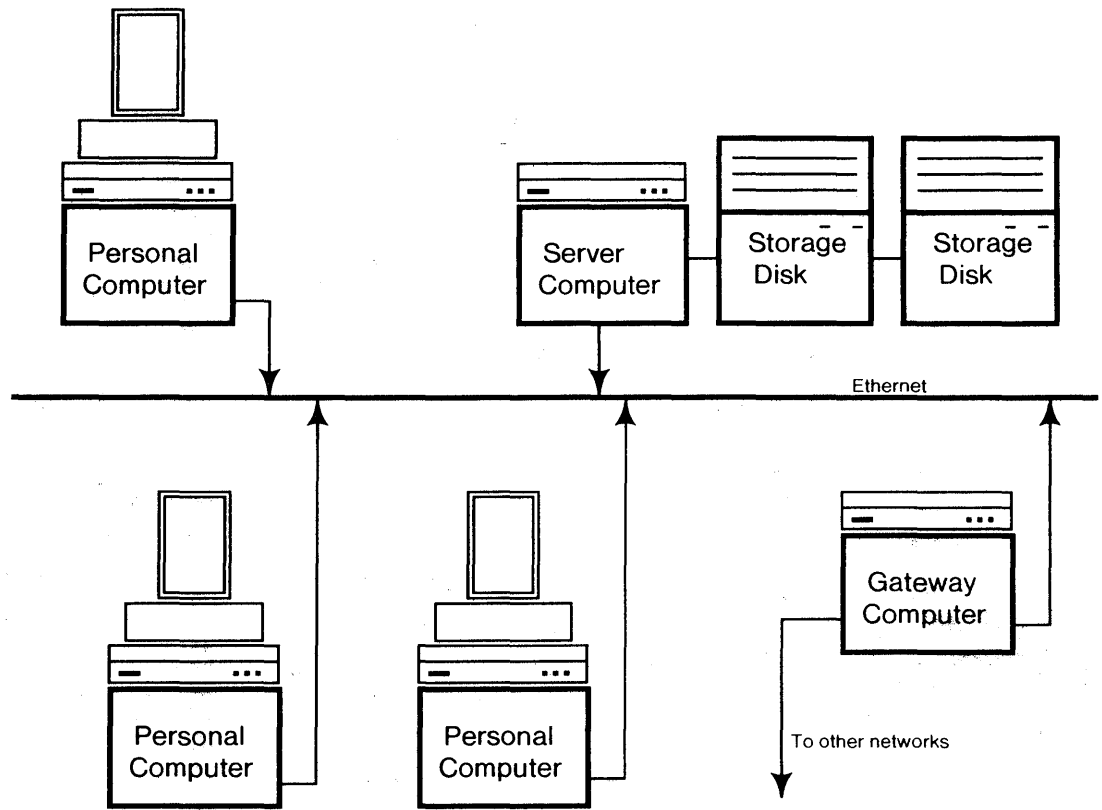 Personal
Computer
Server
Computer
Storage
Disk
Storage
Disk
Ethernet
Personal
Computer
Personal
Computer
Gateway
Computer
To other networks